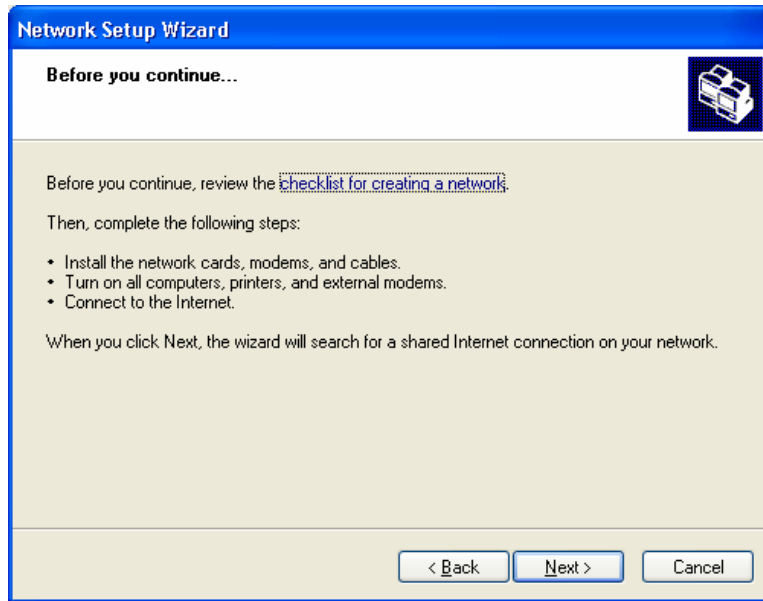 Network Setup Wizard
Before you continue...
Before you continue, review the checklist for creating a network.
Then, complete the following steps:
• Install the network cards, modems, and cables.
• Turn on all computers, printers, and external modems.
• Connect to the Internet.
When you click Next, the wizard will search for a shared Internet connection on your network.
< Back Next > Cancel